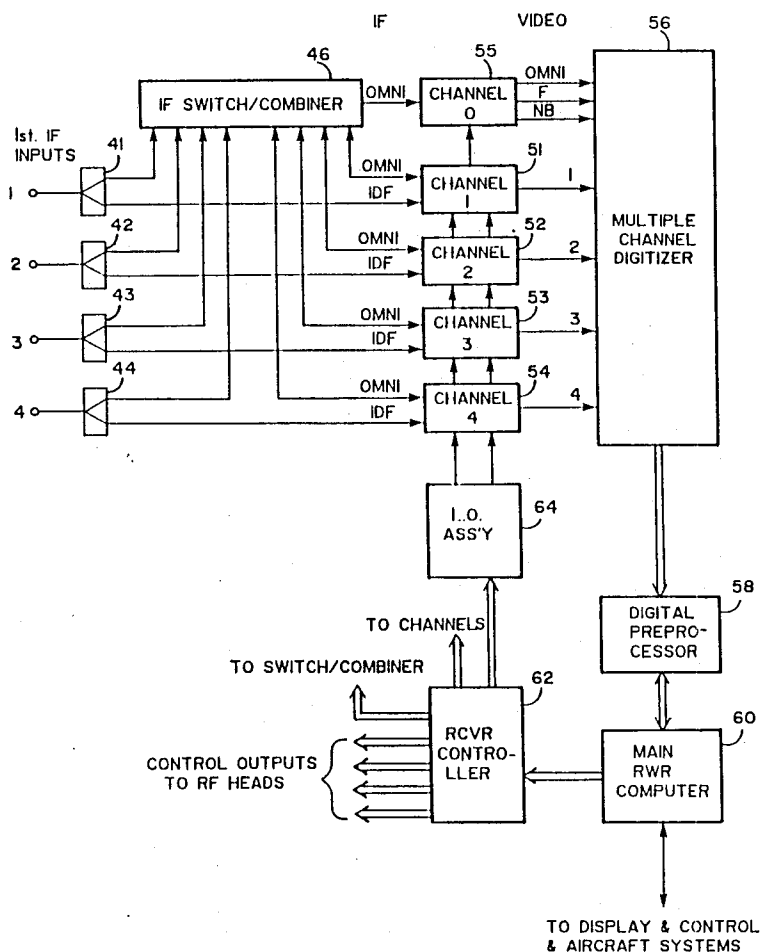 IF VIDEO
56
46
55
IF SWITCH/COMBINER
OMNI
CHANNEL 0
OMNI
F
NB
1st. IF INPUTS
41
1
OMNI
IDF
51
CHANNEL 1
1
42
2
OMNI
IDF
52
CHANNEL 2
2
MULTIPLE
CHANNEL
DIGITIZER
43
3
OMNI
IDF
53
CHANNEL 3
3
44
4
OMNI
IDF
54
CHANNEL 4
4
I..O.
ASS'Y
64
58
DIGITAL
PREPRO-
CESSOR
TO CHANNELS
TO SWITCH/COMBINER
62
RCVR
CONTRO-
LLER
60
MAIN
RWR
COMPUTER
CONTROL OUTPUTS
TO RF HEADS
TO DISPLAY & CONTROL
& AIRCRAFT SYSTEMS